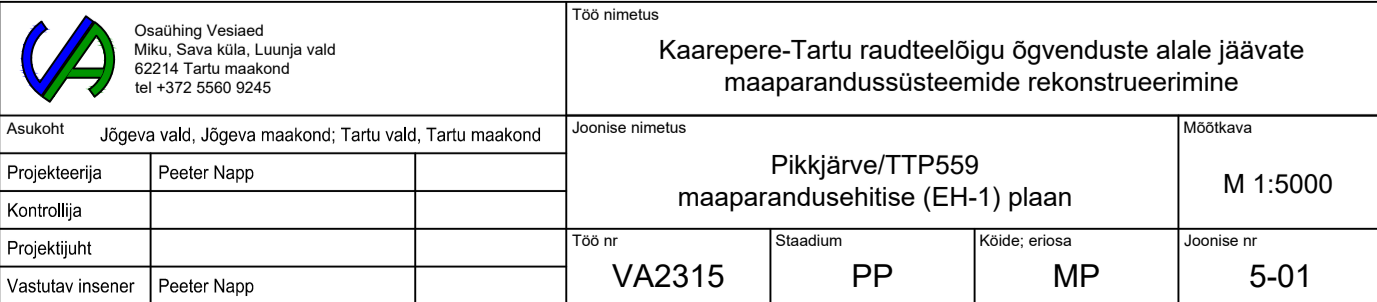 Osaühing Vesiaed
Miku, Sava küla, Luunja vald
62214 Tartu maakond
tel +372 5560 9245
Töö nimetus
Kaarepere-Tartu raudteelõigu õgvenduste alale jäävate
maaparandussüsteemide rekonstrueerimine
Asukoht Jõgeva vald, Jõgeva maakond; Tartu vald, Tartu maakond
Projekteerija Peeter Napp
Kontrollija
Projektijuht
Vastutav insener Peeter Napp
Joonise nimetus
Pikkjärve/TTP559
maaparandusehitise (EH-1) plaan
Mõõtkava
M 1:5000
Töö nr
VA2315
Staadium
PP
Köide; eriosa
MP
Joonise nr
5-01